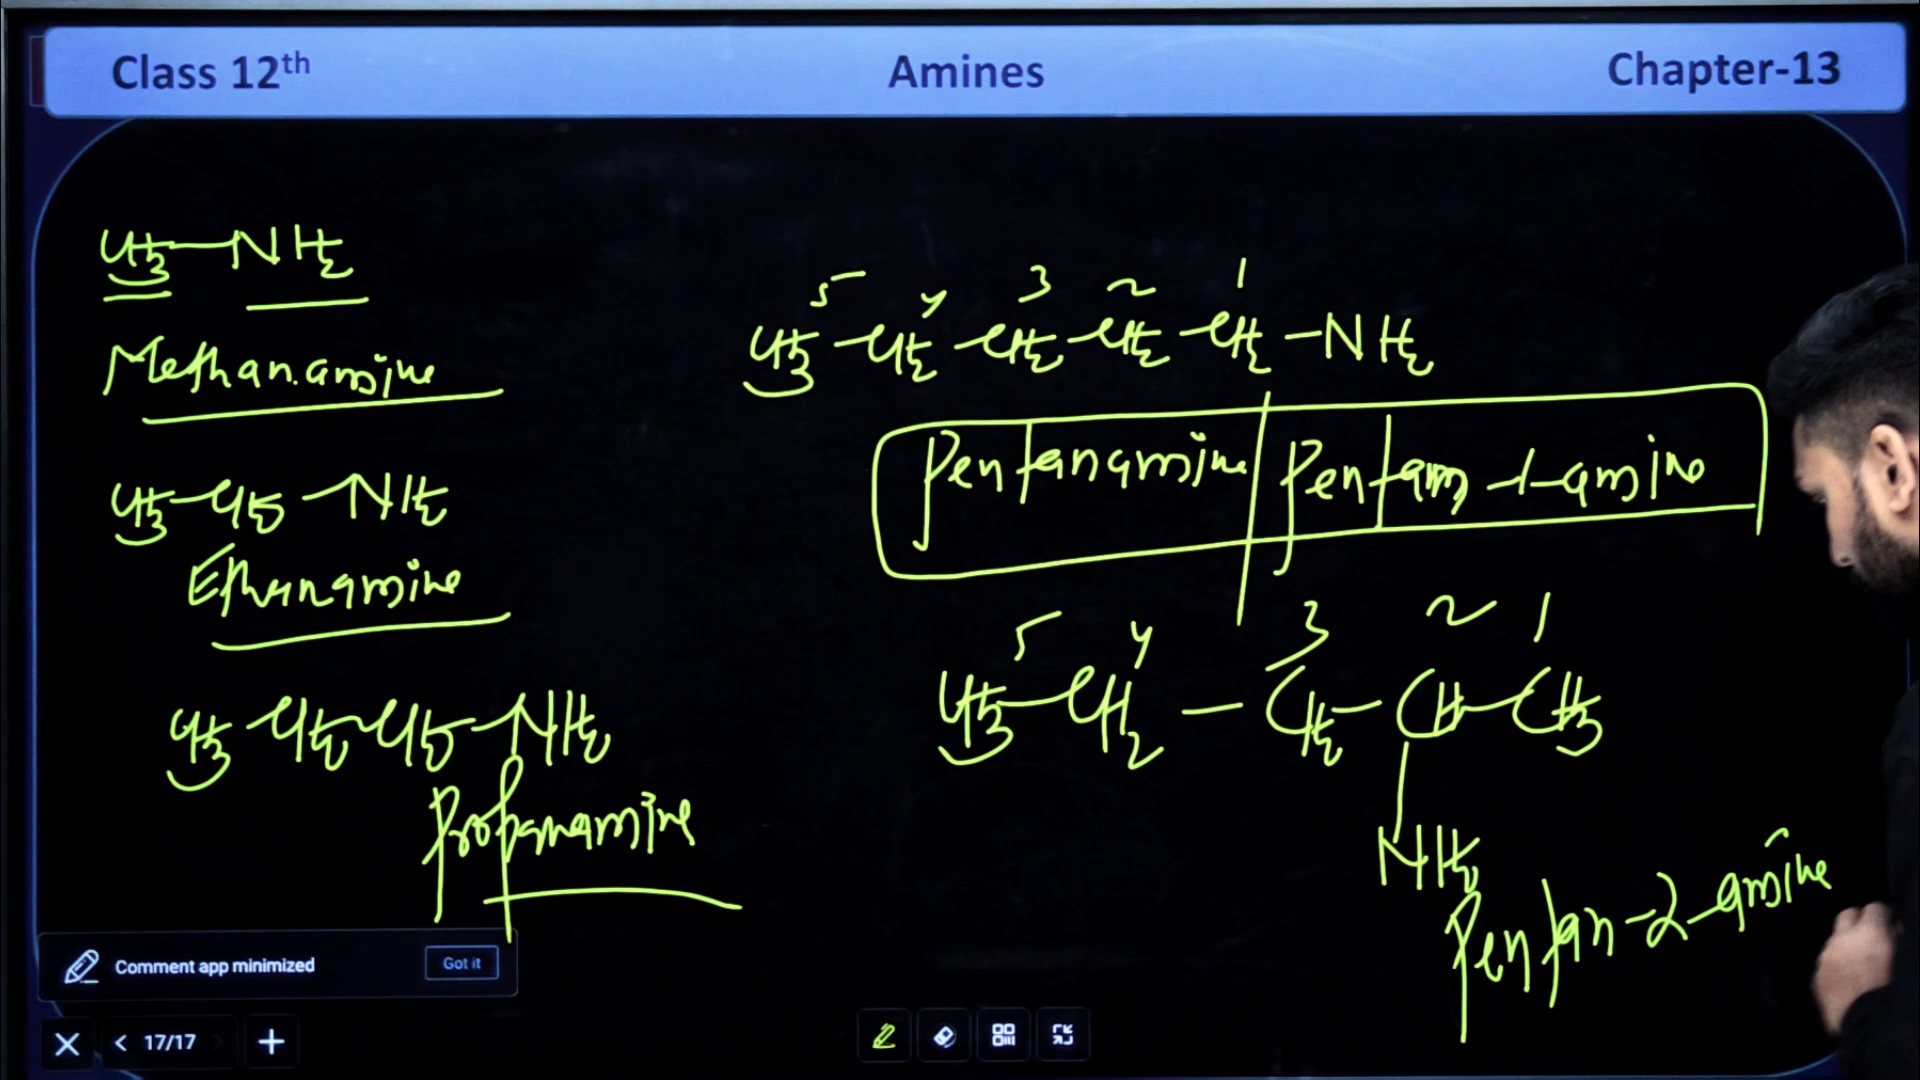 Class 12th Amines Chapter-13
CH3-NH2
Methanamine
CH3-CH2-NH2
Ethanamine
CH3-CH2-CH2-NH2
Propanamine
5 4 3 2 1
CH3-CH2-CH2-CH2-CH2-NH2
Pentanamine / Pentan-1-amine
5 4 3 2 1
CH3-CH2-CH2-CH-CH3
NH2
Pentan-2-amine
Comment app minimized Got it
17/17